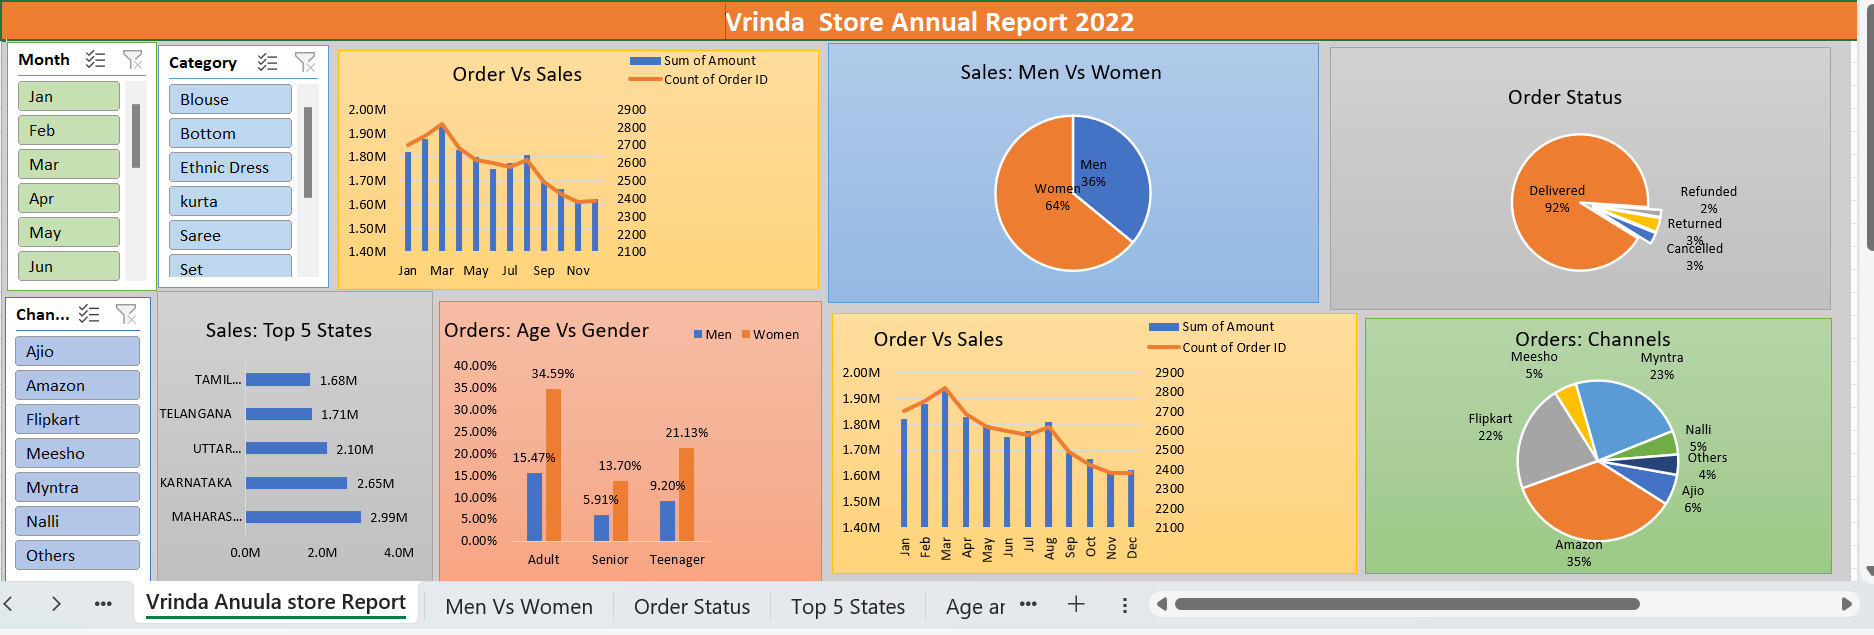 Vrinda  Store Annual Report 2022
Month
Jan
Feb
Mar
Apr
May
Jun
Category
Blouse
Bottom
Ethnic Dress
kurta
Saree
Set
Order Vs Sales
Sum of Amount
Count of Order ID
2.00M
1.90M
1.80M
1.70M
1.60M
1.50M
1.40M
2900
2800
2700
2600
2500
2400
2300
2200
2100
Jan Mar May Jul Sep Nov
Sales: Men Vs Women
Men
36%
Women
64%
Order Status
Delivered
92%
Refunded
2%
Returned
3%
Cancelled
3%
Chan...
Ajio
Amazon
Flipkart
Meesho
Myntra
Nalli
Others
Sales: Top 5 States
TAMIL... 1.68M
TELANGANA 1.71M
UTTAR... 2.10M
KARNATAKA 2.65M
MAHARAS... 2.99M
0.0M 2.0M 4.0M
Orders: Age Vs Gender
Men Women
40.00%
35.00%
30.00%
25.00%
20.00%
15.00%
10.00%
5.00%
0.00%
15.47%
34.59%
5.91%
13.70%
9.20%
21.13%
Adult Senior Teenager
Order Vs Sales
Sum of Amount
Count of Order ID
2.00M
1.90M
1.80M
1.70M
1.60M
1.50M
1.40M
2900
2800
2700
2600
2500
2400
2300
2200
2100
Jan Feb Mar Apr May Jun Jul Aug Sep Oct Nov Dec
Orders: Channels
Meesho
5%
Myntra
23%
Flipkart
22%
Nalli
5%
Others
4%
Ajio
6%
Amazon
35%
Vrinda Anuula store Report Men Vs Women Order Status Top 5 States Age ar